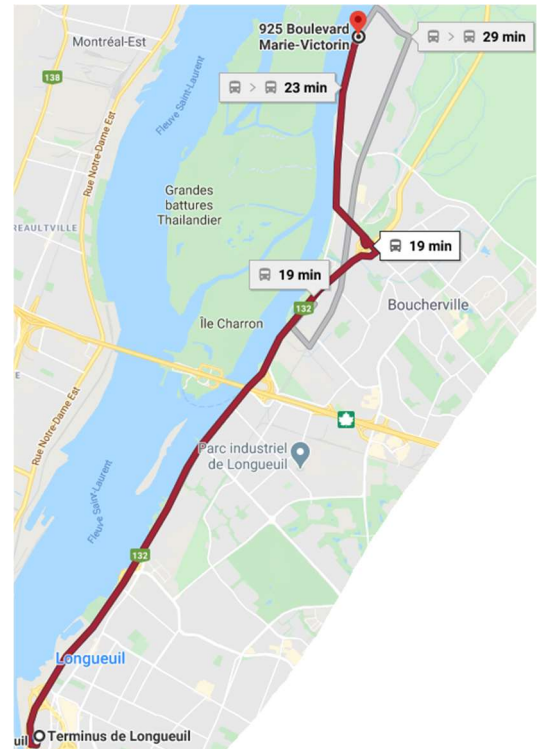 925 Boulevard
Marie-Victorin
29 min
Montréal-Est
138
23 min
Fleuve Saint-Laurent
Rue Notre-Dame Est
Grandes
battures
Thailandier
REAULTVILLE
19 min
19 min
132
Boucherville
Île Charron
E
Rue Notre-Dame Est
Parc industriel
de Longueuil
Fleuve Saint-Laurent
132
Longueuil
uil
Terminus de Longueuil